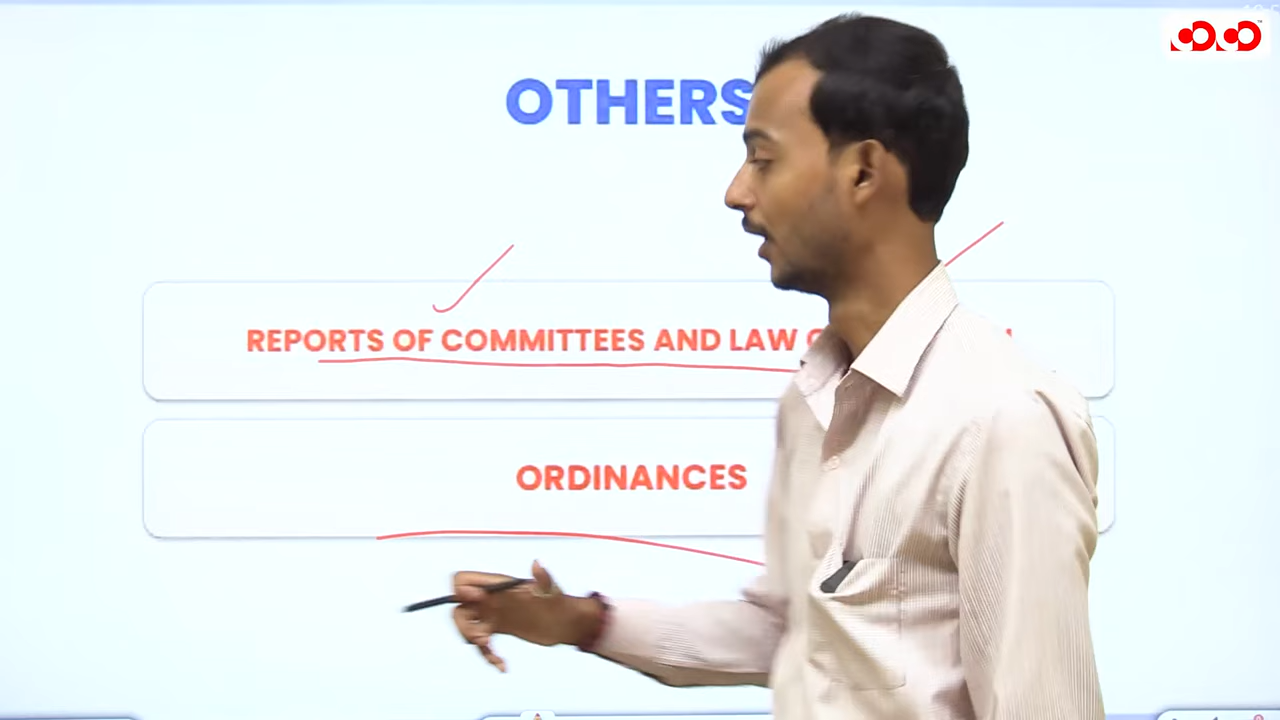 OTHERS
REPORTS OF COMMITTEES AND LAW
ORDINANCES